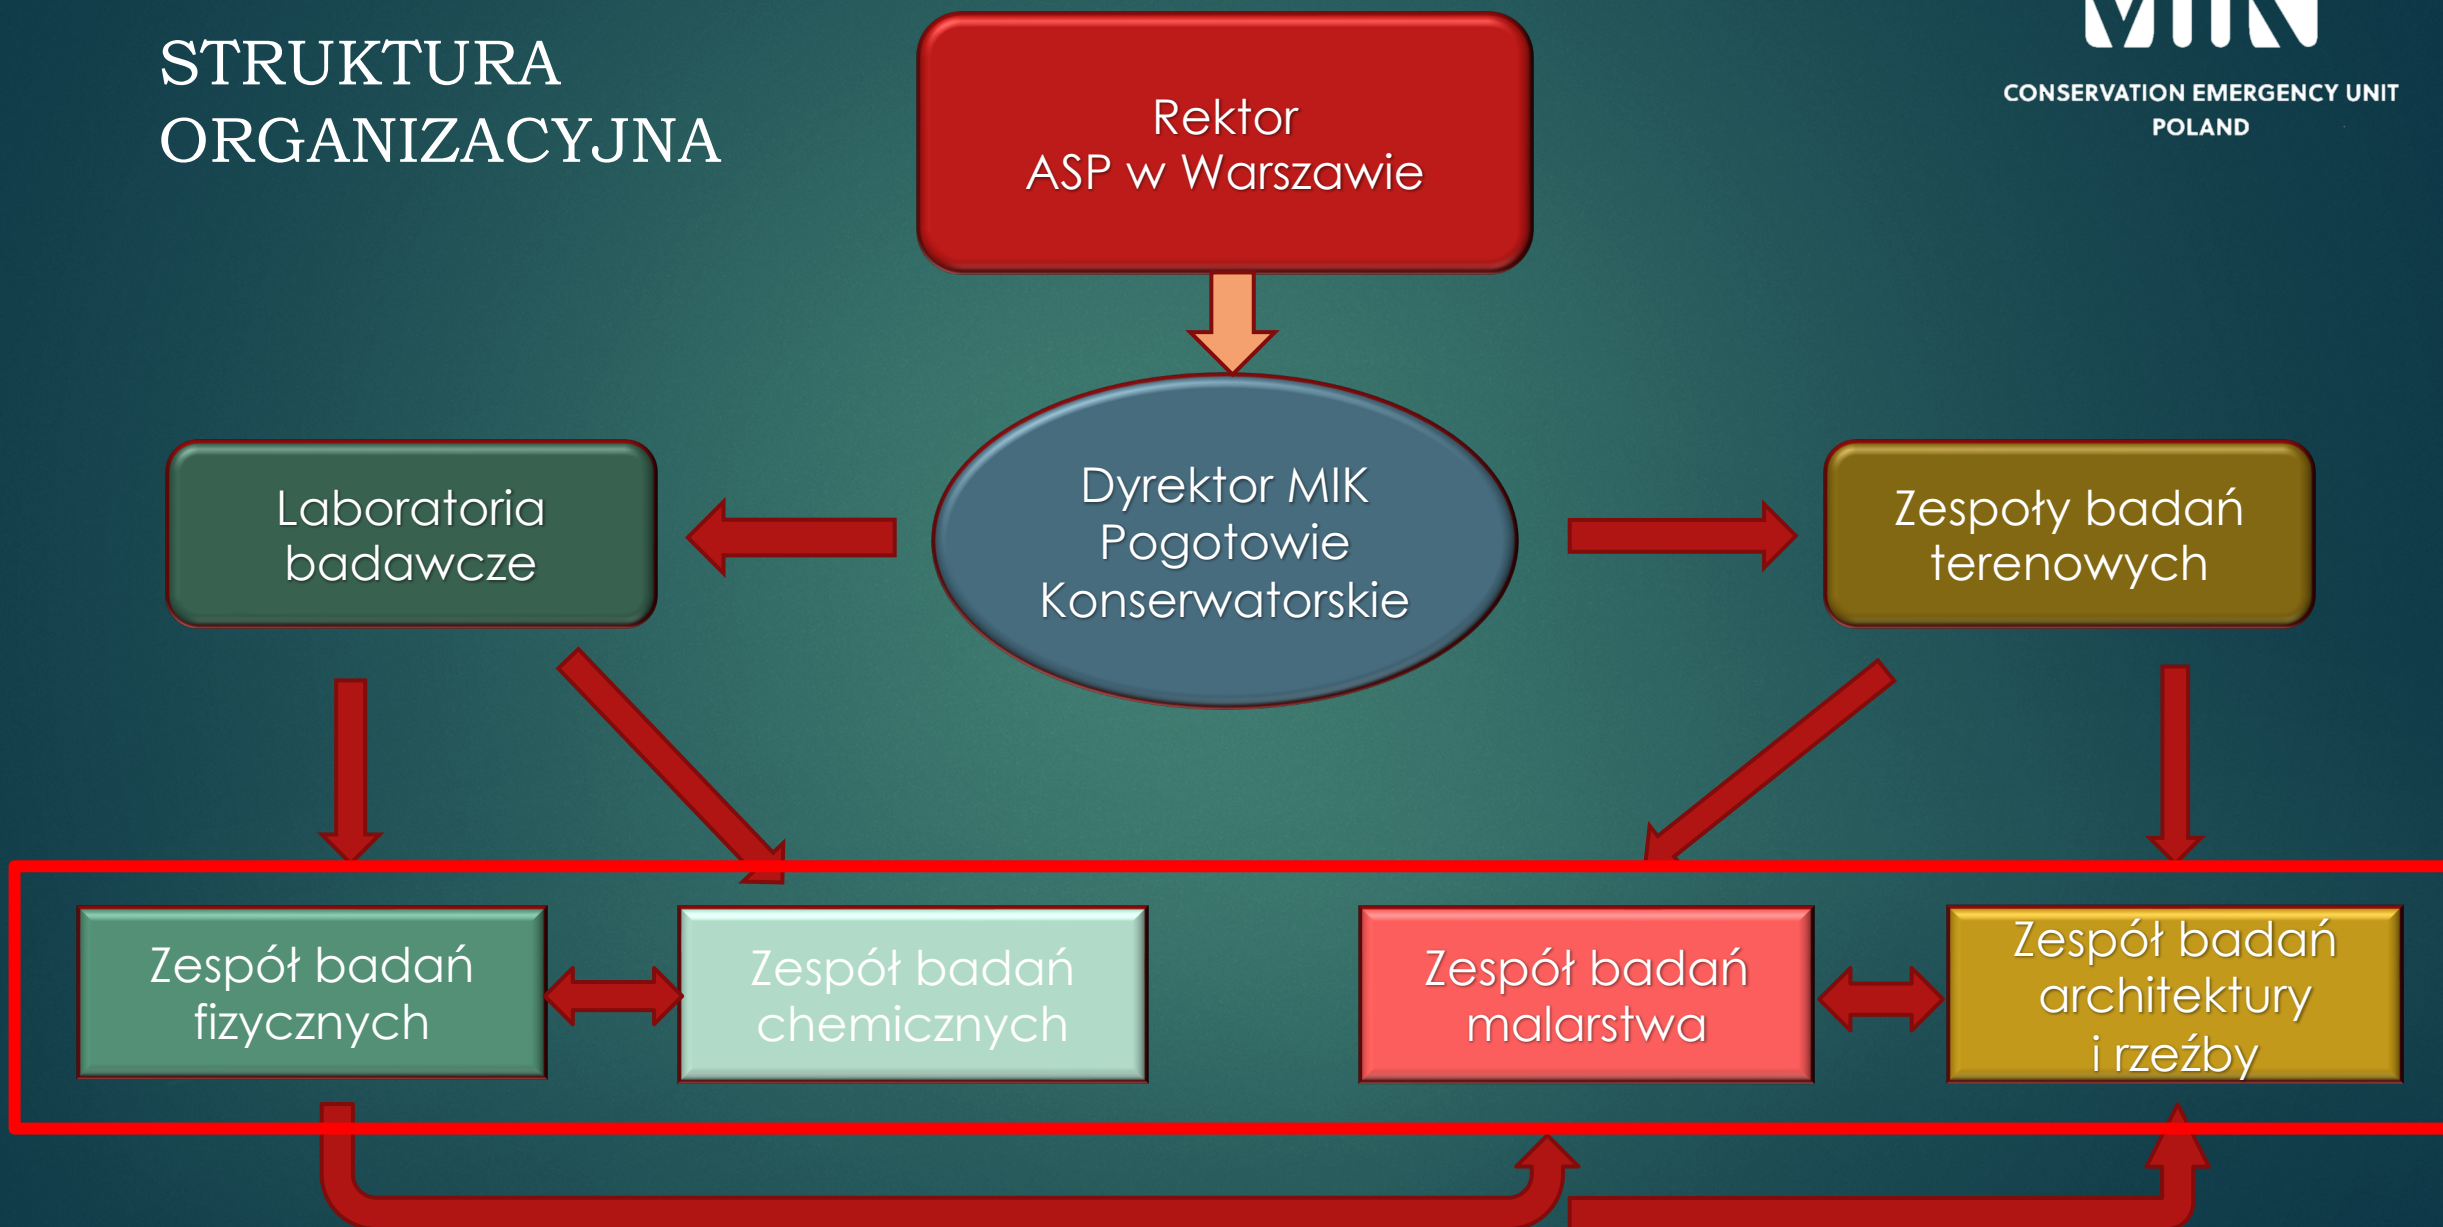 STRUKTURA
ORGANIZACYJNA
CONSERVATION EMERGENCY UNIT
POLAND
Rektor
ASP w Warszawie
Laboratoria
badawcze
Dyrektor MIK
Pogotowie
Konserwatorskie
Zespoły badań
terenowych
Zespół badań
fizycznych
Zespół badań
chemicznych
Zespół badań
malarstwa
Zespół badań
architektury
i rzeźby